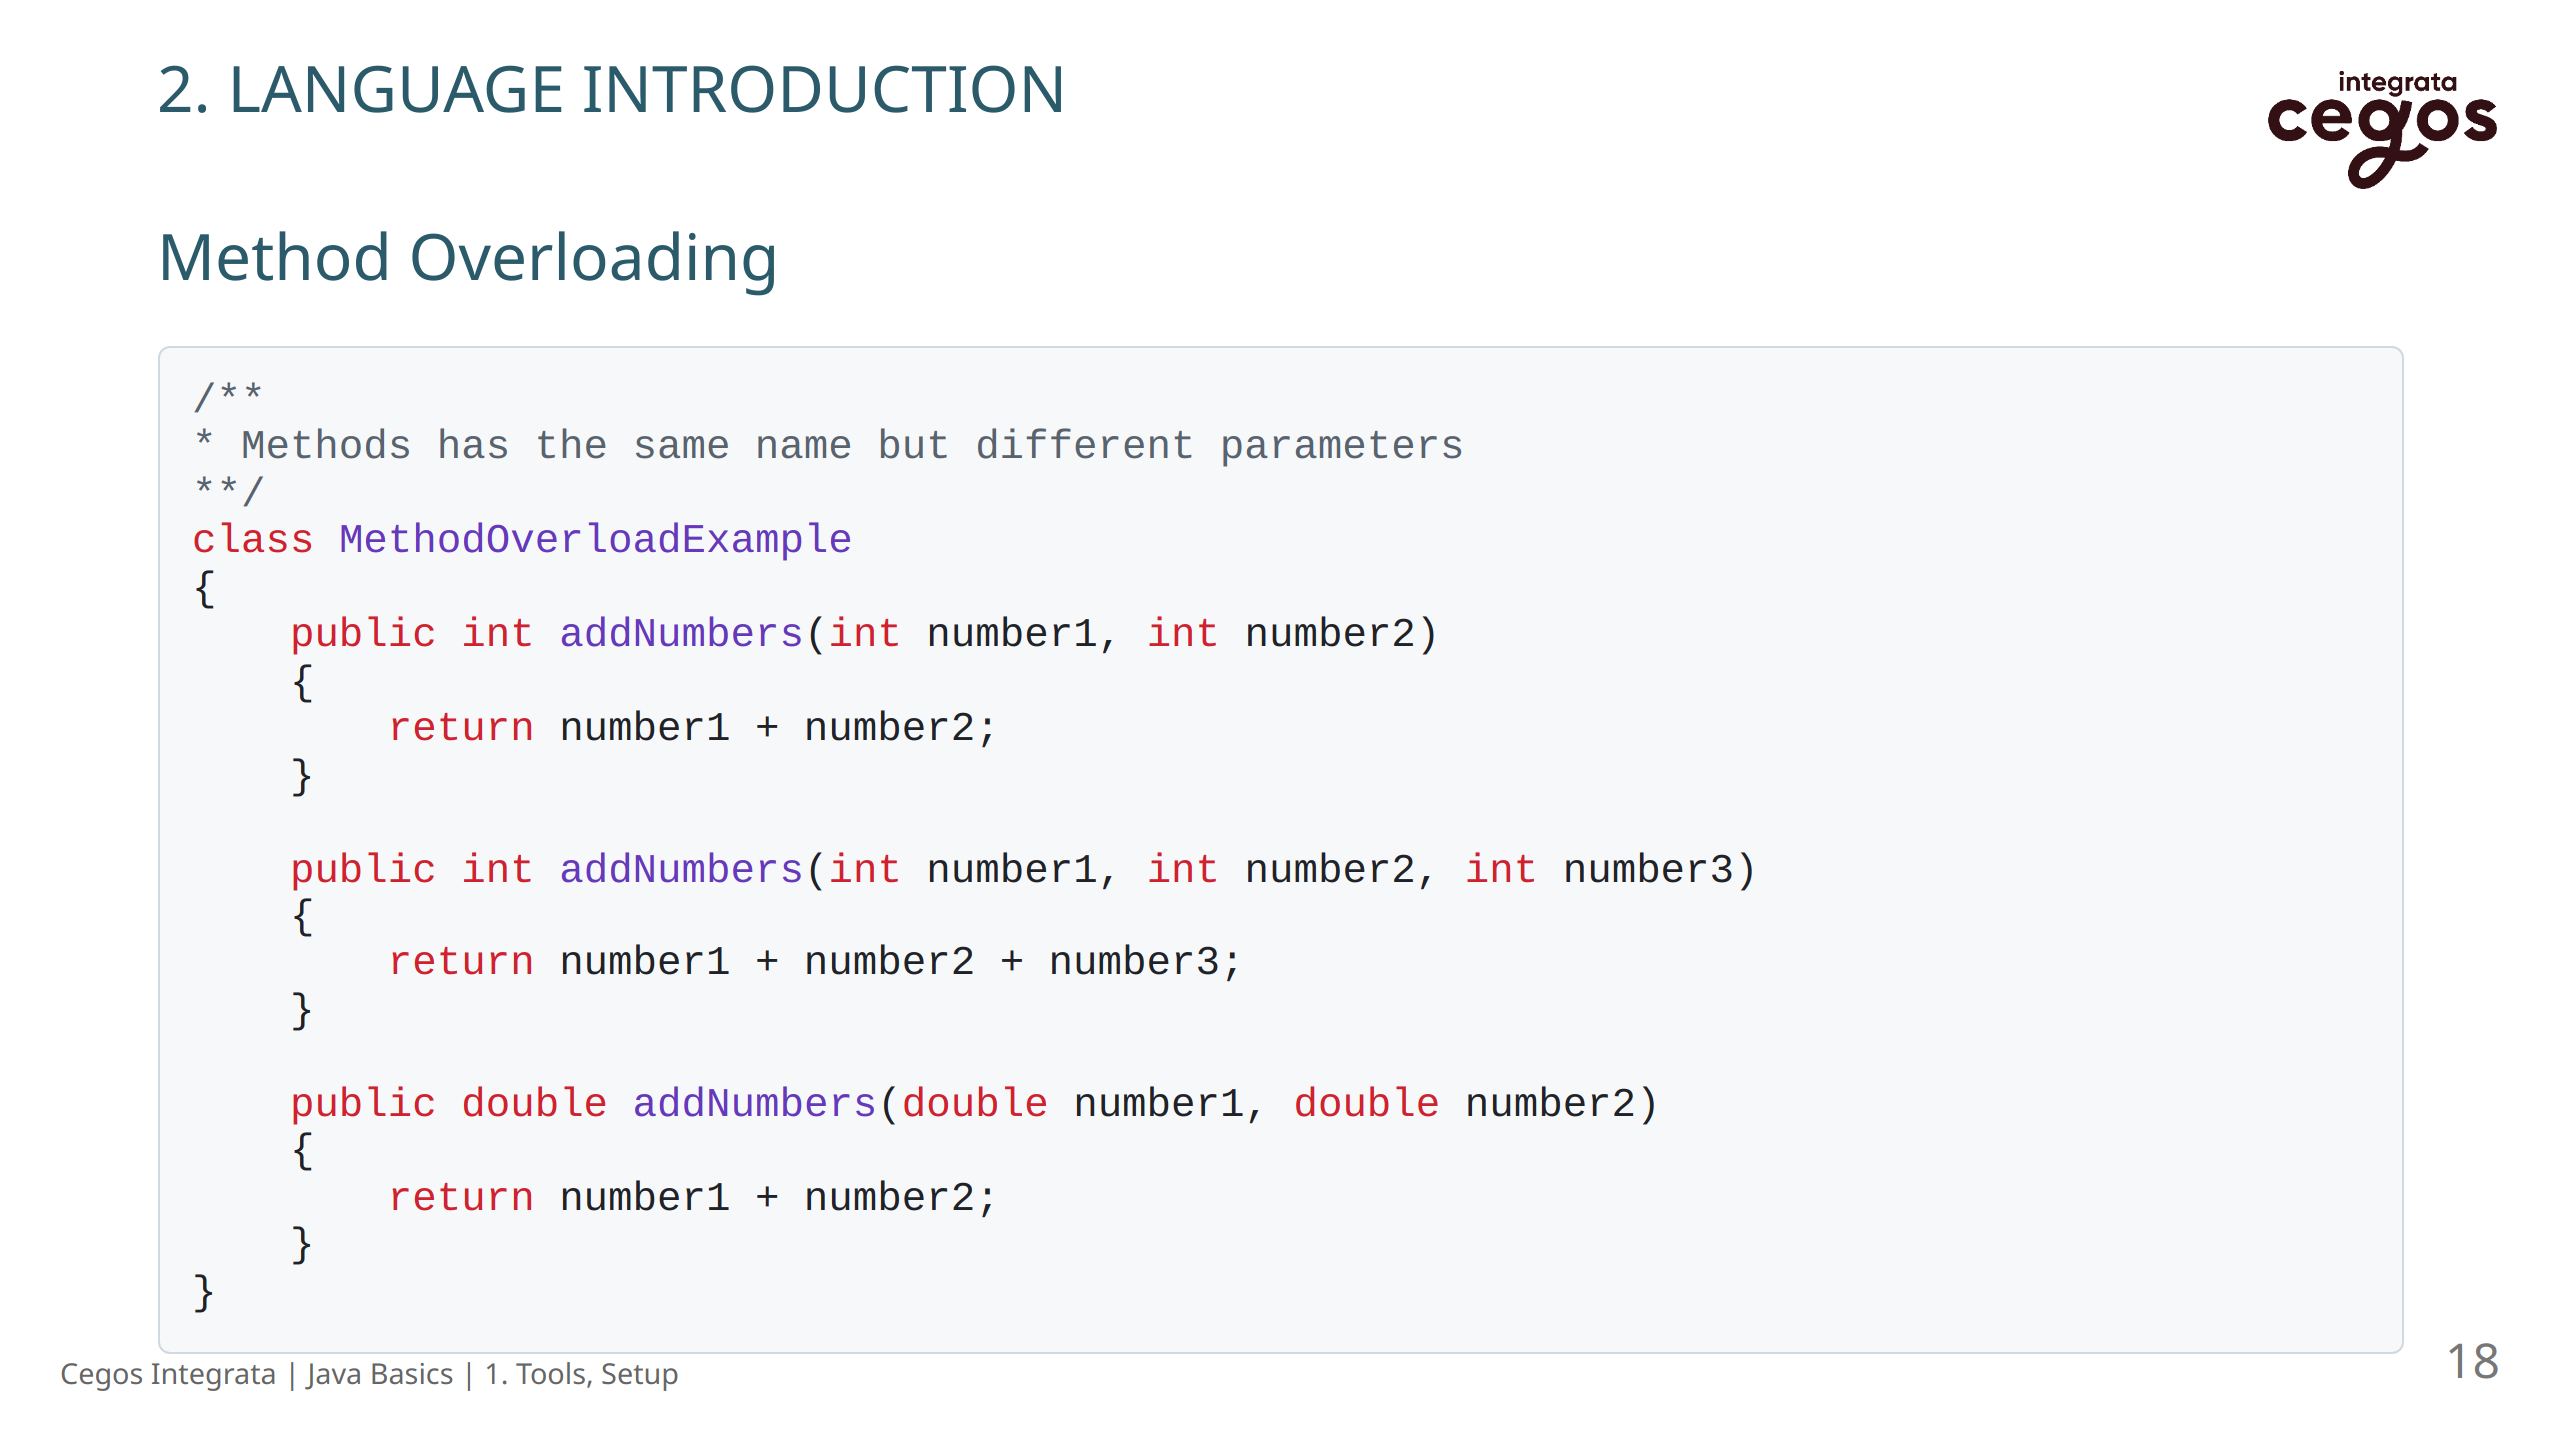 2. LANGUAGE INTRODUCTION
integrata
cegos
Method Overloading
/**
* Methods has the same name but different parameters
**/
class MethodOverloadExample
{
    public int addNumbers(int number1, int number2)
    {
        return number1 + number2;
    }

    public int addNumbers(int number1, int number2, int number3)
    {
        return number1 + number2 + number3;
    }

    public double addNumbers(double number1, double number2)
    {
        return number1 + number2;
    }
}
Cegos Integrata | Java Basics | 1. Tools, Setup
18